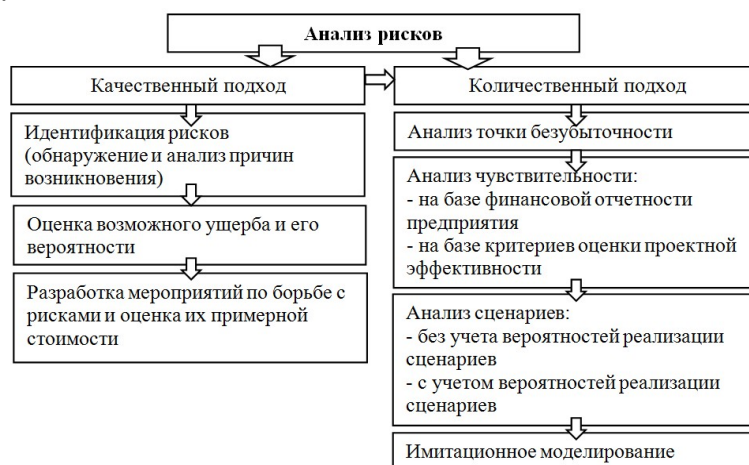 Анализ рисков
Качественный подход
Идентификация рисков
(обнаружение и анализ причин
возникновения)
Оценка возможного ущерба и его
вероятности
Разработка мероприятий по борьбе с
рисками и оценка их примерной
стоимости
Количественный подход
Анализ точки безубыточности
Анализ чувствительности:
- на базе финансовой отчетности
предприятия
- на базе критериев оценки проектной
эффективности
Анализ сценариев:
- без учета вероятностей реализации
сценариев
- с учетом вероятностей реализации
сценариев
Имитационное моделирование